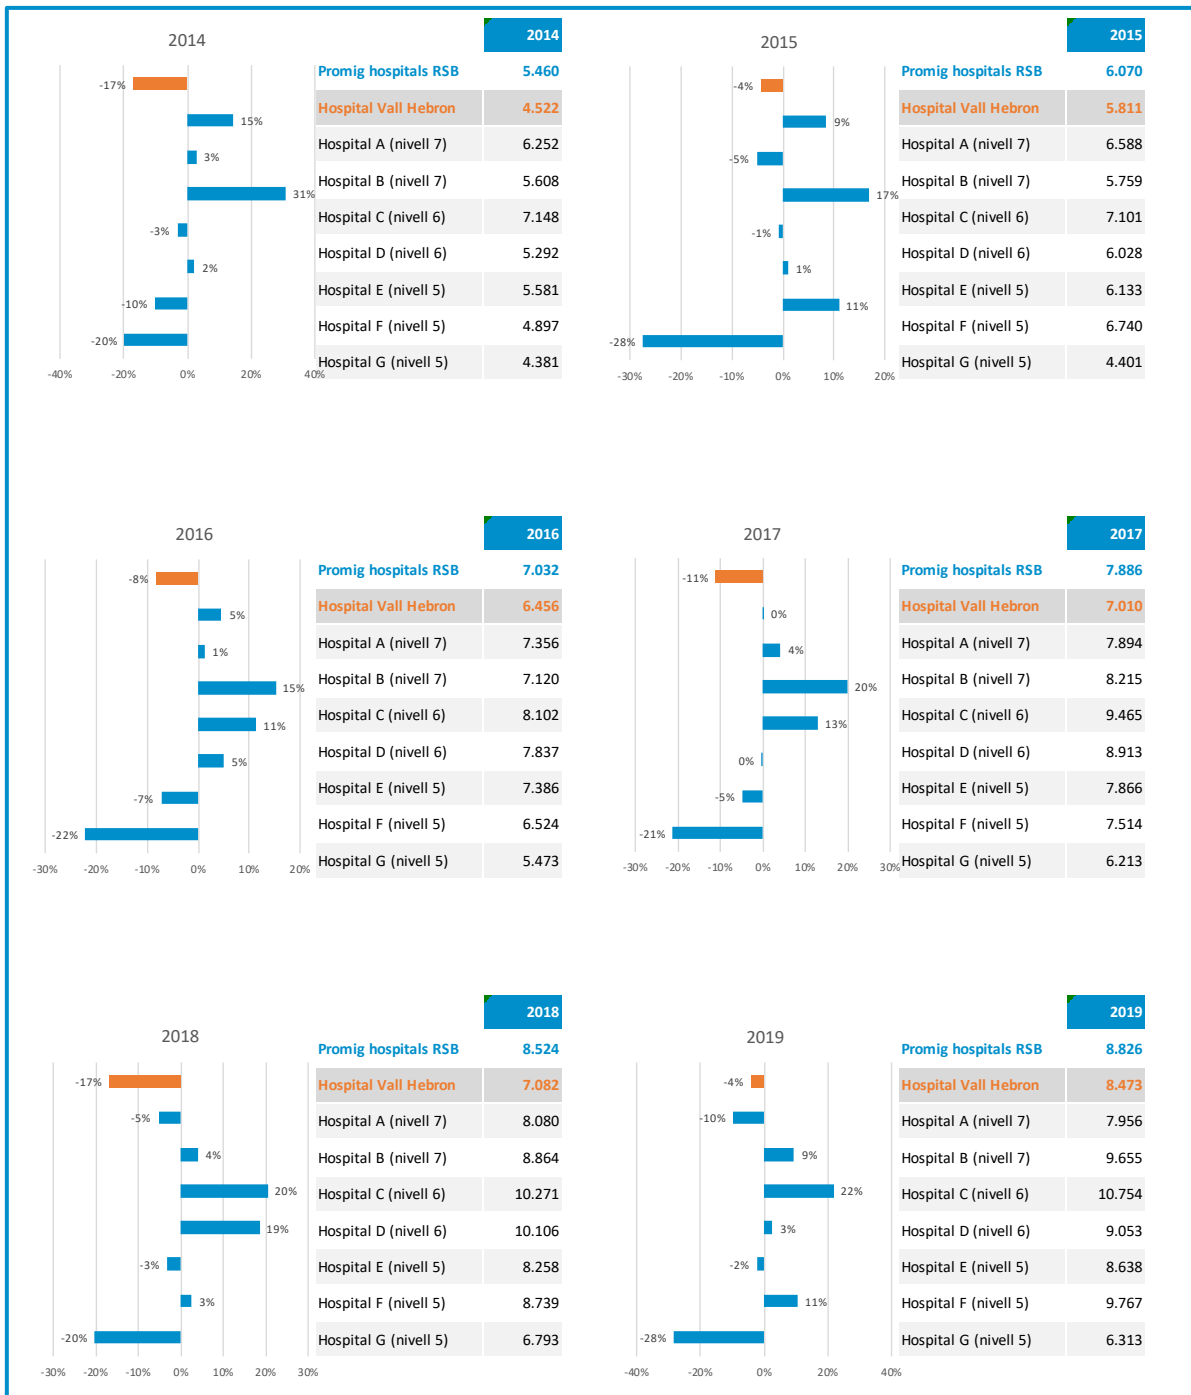 2014
2014
Promig hospitals RSB 5.460
-17% Hospital Vall Hebron 4.522
15% Hospital A (nivell 7) 6.252
3% Hospital B (nivell 7) 5.608
31% Hospital C (nivell 6) 7.148
-3% Hospital D (nivell 6) 5.292
2% Hospital E (nivell 5) 5.581
-10% Hospital F (nivell 5) 4.897
-20% Hospital G (nivell 5) 4.381
-40% -20% 0% 20% 40%
2015
2015
Promig hospitals RSB 6.070
-4% Hospital Vall Hebron 5.811
9% Hospital A (nivell 7) 6.588
-5% Hospital B (nivell 7) 5.759
17% Hospital C (nivell 6) 7.101
-1% Hospital D (nivell 6) 6.028
1% Hospital E (nivell 5) 6.133
11% Hospital F (nivell 5) 6.740
-28% Hospital G (nivell 5) 4.401
-30% -20% -10% 0% 10% 20%
2016
2016
Promig hospitals RSB 7.032
-8% Hospital Vall Hebron 6.456
5% Hospital A (nivell 7) 7.356
1% Hospital B (nivell 7) 7.120
15% Hospital C (nivell 6) 8.102
11% Hospital D (nivell 6) 7.837
5% Hospital E (nivell 5) 7.386
-7% Hospital F (nivell 5) 6.524
-22% Hospital G (nivell 5) 5.473
-30% -20% -10% 0% 10% 20%
2017
2017
Promig hospitals RSB 7.886
-11% Hospital Vall Hebron 7.010
0% Hospital A (nivell 7) 7.894
4% Hospital B (nivell 7) 8.215
20% Hospital C (nivell 6) 9.465
13% Hospital D (nivell 6) 8.913
0% Hospital E (nivell 5) 7.866
-5% Hospital F (nivell 5) 7.514
-21% Hospital G (nivell 5) 6.213
-30% -20% -10% 0% 10% 20% 30%
2018
2018
Promig hospitals RSB 8.524
-17% Hospital Vall Hebron 7.082
-5% Hospital A (nivell 7) 8.080
4% Hospital B (nivell 7) 8.864
20% Hospital C (nivell 6) 10.271
19% Hospital D (nivell 6) 10.106
-3% Hospital E (nivell 5) 8.258
3% Hospital F (nivell 5) 8.739
-20% Hospital G (nivell 5) 6.793
-30% -20% -10% 0% 10% 20% 30%
2019
2019
Promig hospitals RSB 8.826
-4% Hospital Vall Hebron 8.473
-10% Hospital A (nivell 7) 7.956
9% Hospital B (nivell 7) 9.655
22% Hospital C (nivell 6) 10.754
3% Hospital D (nivell 6) 9.053
-2% Hospital E (nivell 5) 8.638
11% Hospital F (nivell 5) 9.767
-28% Hospital G (nivell 5) 6.313
-40% -20% 0% 20% 40%